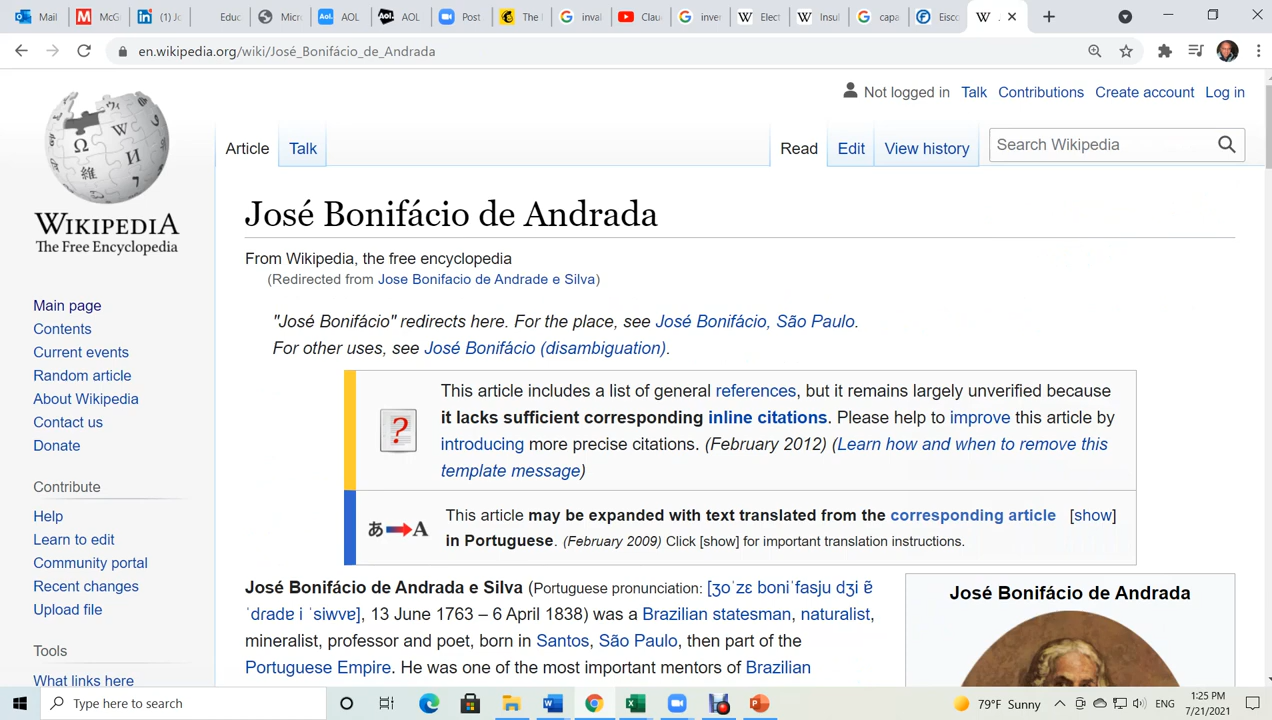 Mail
McG
(1) Jo
Educ
Micr
AOL
AOL
Post
The
inval
Clau
inver
Elect
Insul
capa
Eisco
en.wikipedia.org/wiki/José_Bonifácio_de_Andrada
Not logged in Talk Contributions Create account Log in
Article Talk Read Edit View history Search Wikipedia
WIKIPEDIA
The Free Encyclopedia
José Bonifácio de Andrada
From Wikipedia, the free encyclopedia
(Redirected from Jose Bonifacio de Andrade e Silva)
"José Bonifácio" redirects here. For the place, see José Bonifácio, São Paulo.
For other uses, see José Bonifácio (disambiguation).
Main page
Contents
Current events
Random article
About Wikipedia
Contact us
Donate
Contribute
Help
Learn to edit
Community portal
Recent changes
Upload file
Tools
What links here
This article includes a list of general references, but it remains largely unverified because
it lacks sufficient corresponding inline citations. Please help to improve this article by
introducing more precise citations. (February 2012) (Learn how and when to remove this
template message)
あ A
This article may be expanded with text translated from the corresponding article [show]
in Portuguese. (February 2009) Click [show] for important translation instructions.
José Bonifácio de Andrada e Silva (Portuguese pronunciation: [ʒoˈzɛ boniˈfasju dʒi ɐ̃
ˈdradɐ i ˈsiwvɐ], 13 June 1763 – 6 April 1838) was a Brazilian statesman, naturalist,
mineralist, professor and poet, born in Santos, São Paulo, then part of the
Portuguese Empire. He was one of the most important mentors of Brazilian
José Bonifácio de Andrada
Type here to search
79°F Sunny
ENG
1:25 PM
7/21/2021